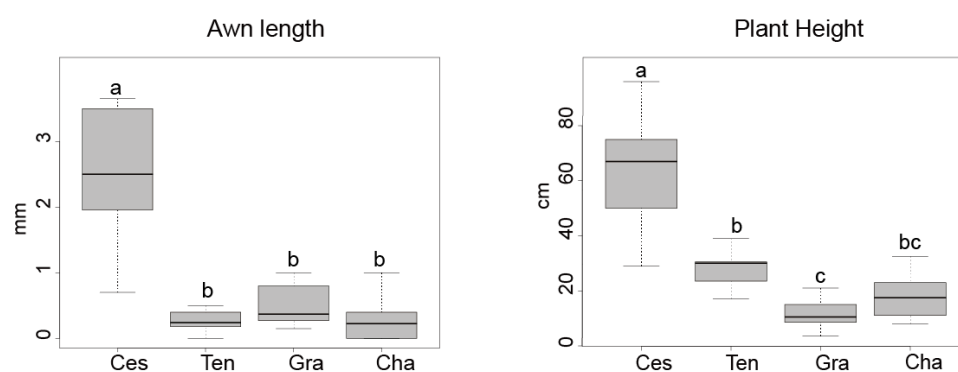 Awn length
mm
3
2
1
0
a
b
b
b
Ces Ten Gra Cha
Plant Height
cm
80
60
40
20
0
a
b
c
bc
Ces Ten Gra Cha